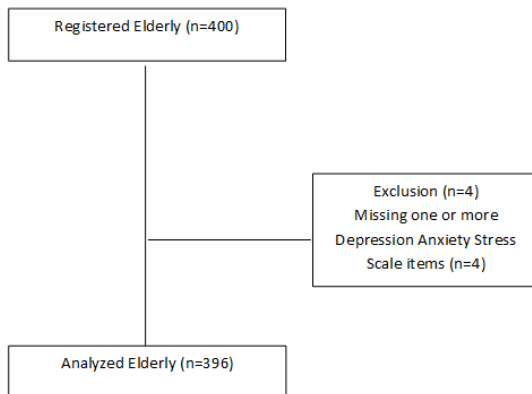 Registered Elderly (n=400)
Exclusion (n=4)
Missing one or more
Depression Anxiety Stress
Scale items (n=4)
Analyzed Elderly (n=396)